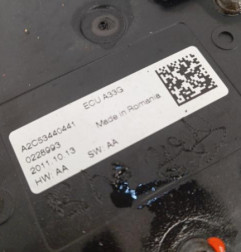 ECU A33G
Made in Romania
A2C53440441
0228993
2011.10.13
HW: AA SW: AA